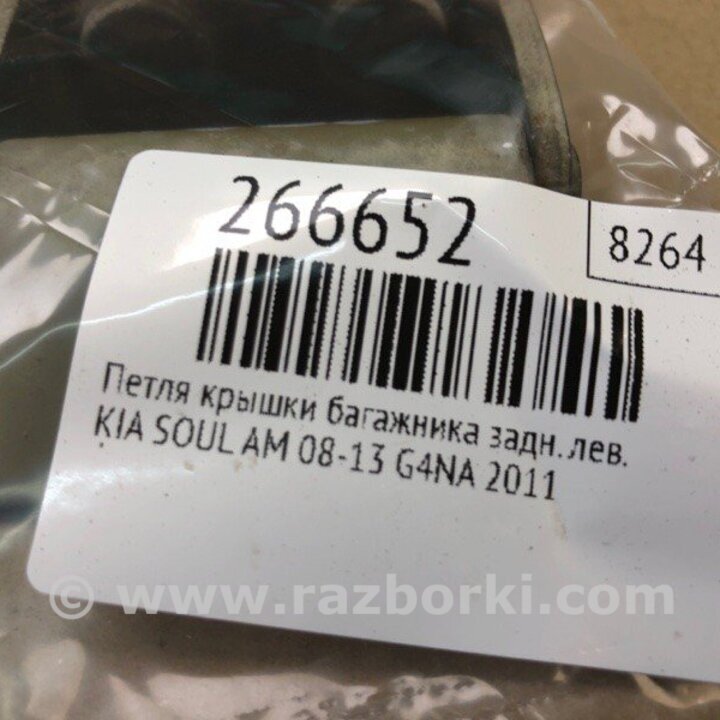 266652
8264
Петля крышки багажника задн.лев.
KIA SOUL AM 08-13 G4NA 2011
© www.razborki.com